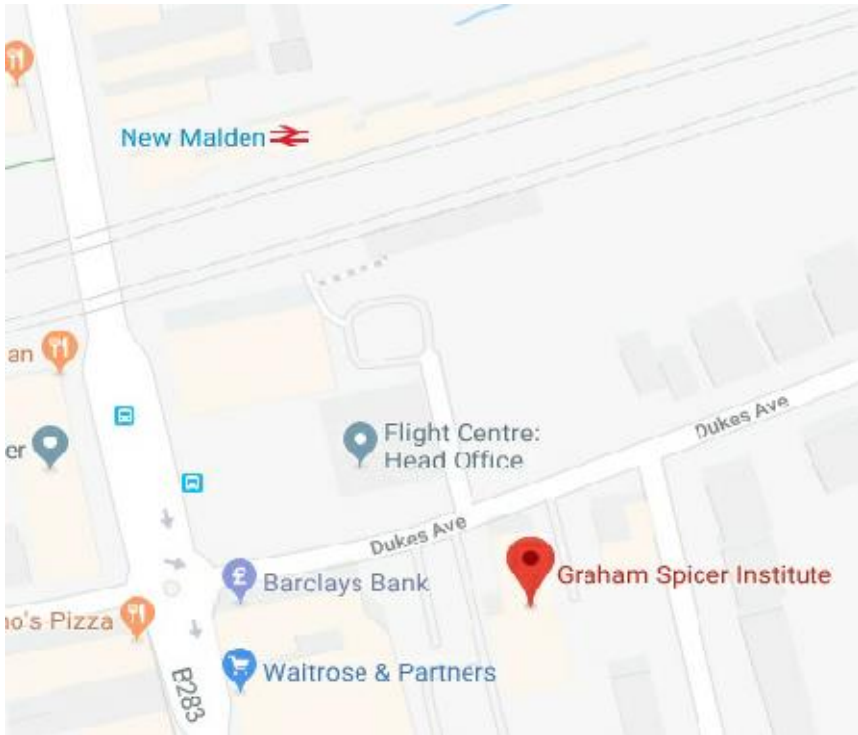 New Malden
an
Flight Centre:
Head Office
er
Dukes Ave
Dukes Ave
Barclays Bank
Graham Spicer Institute
no's Pizza
Waitrose & Partners
B283